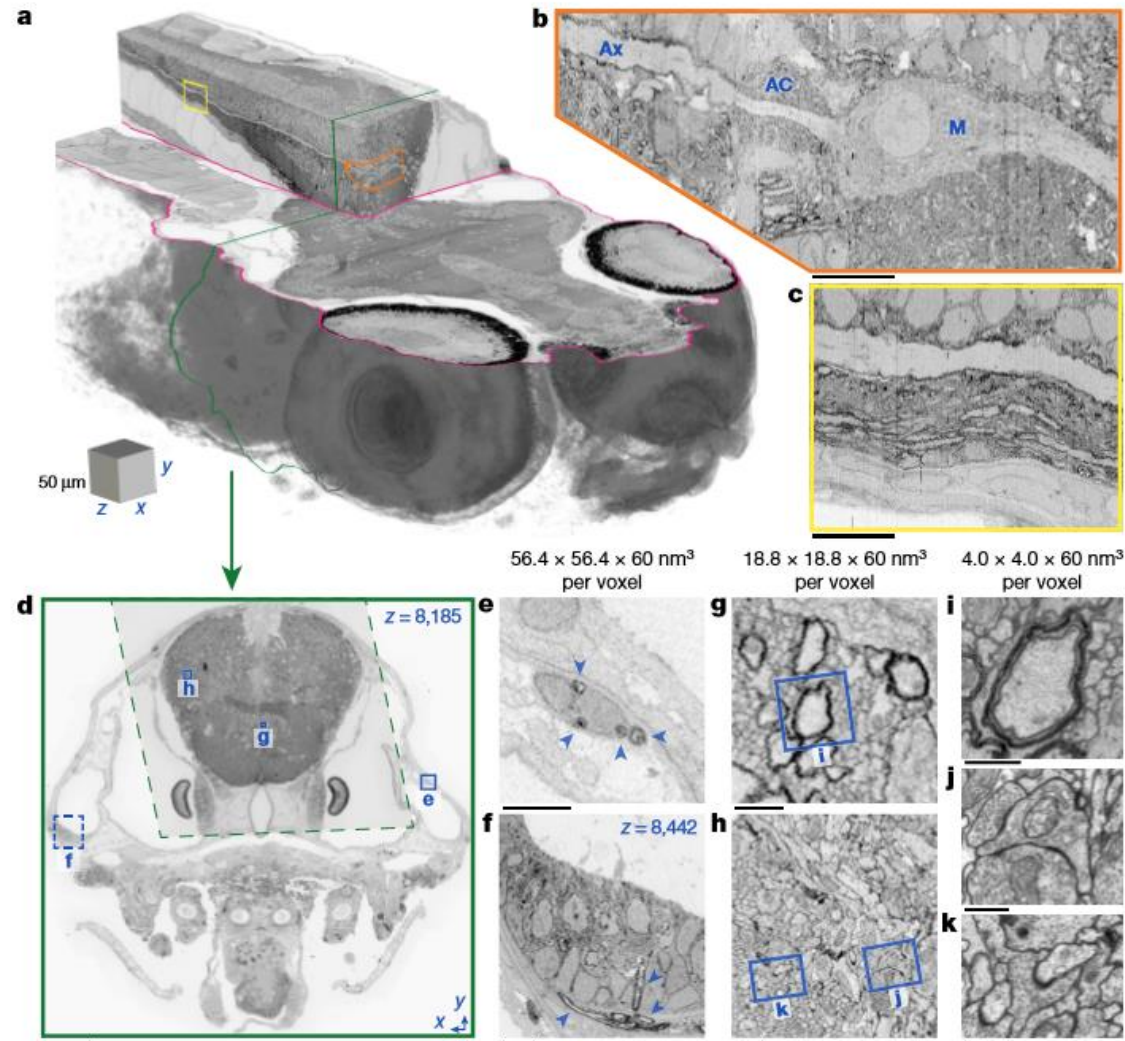 a
b
Ax
AC
M
c
50 μm
y
z
x
56.4 × 56.4 × 60 nm³
per voxel
18.8 × 18.8 × 60 nm³
per voxel
4.0 × 4.0 × 60 nm³
per voxel
d
z = 8,185
h
g
e
f
y
x
e
f
z = 8,442
g
i
h
k
j
i
j
k